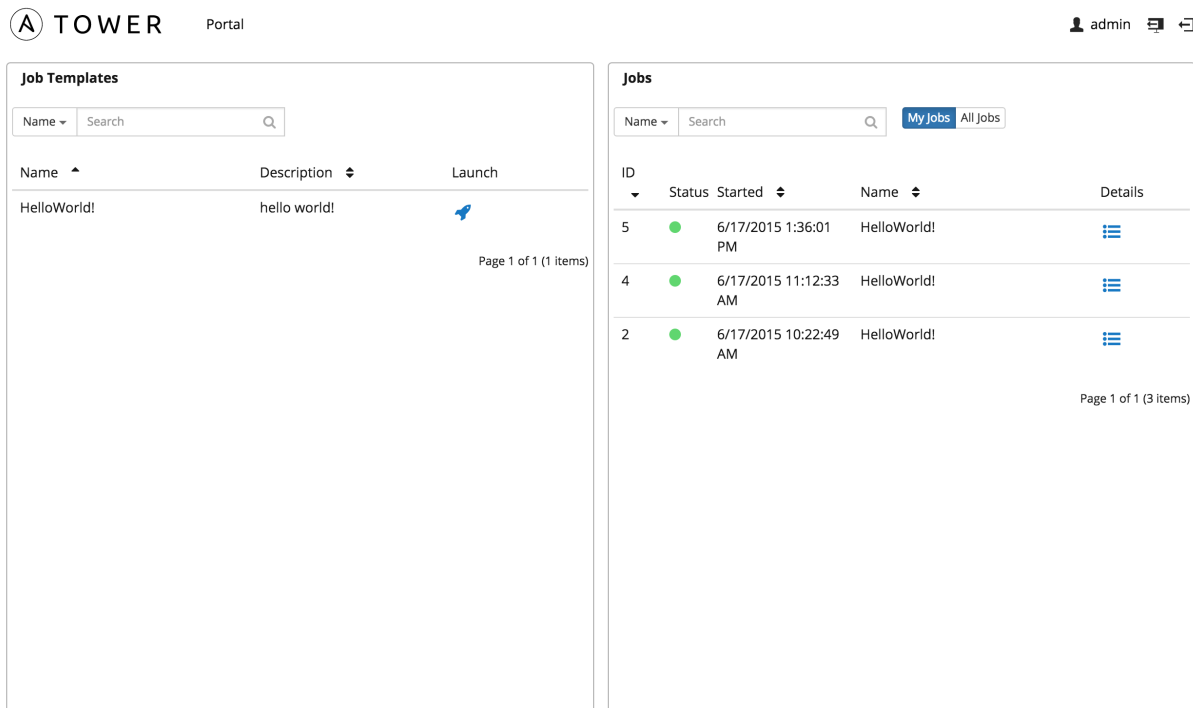 TOWER
Portal
admin
Job Templates
Name
Search
Name Description Launch
HelloWorld! hello world!
Page 1 of 1 (1 items)
Jobs
Name
Search
My Jobs All Jobs
ID
Status Started Name Details
5 6/17/2015 1:36:01 HelloWorld!
PM
4 6/17/2015 11:12:33 HelloWorld!
AM
2 6/17/2015 10:22:49 HelloWorld!
AM
Page 1 of 1 (3 items)